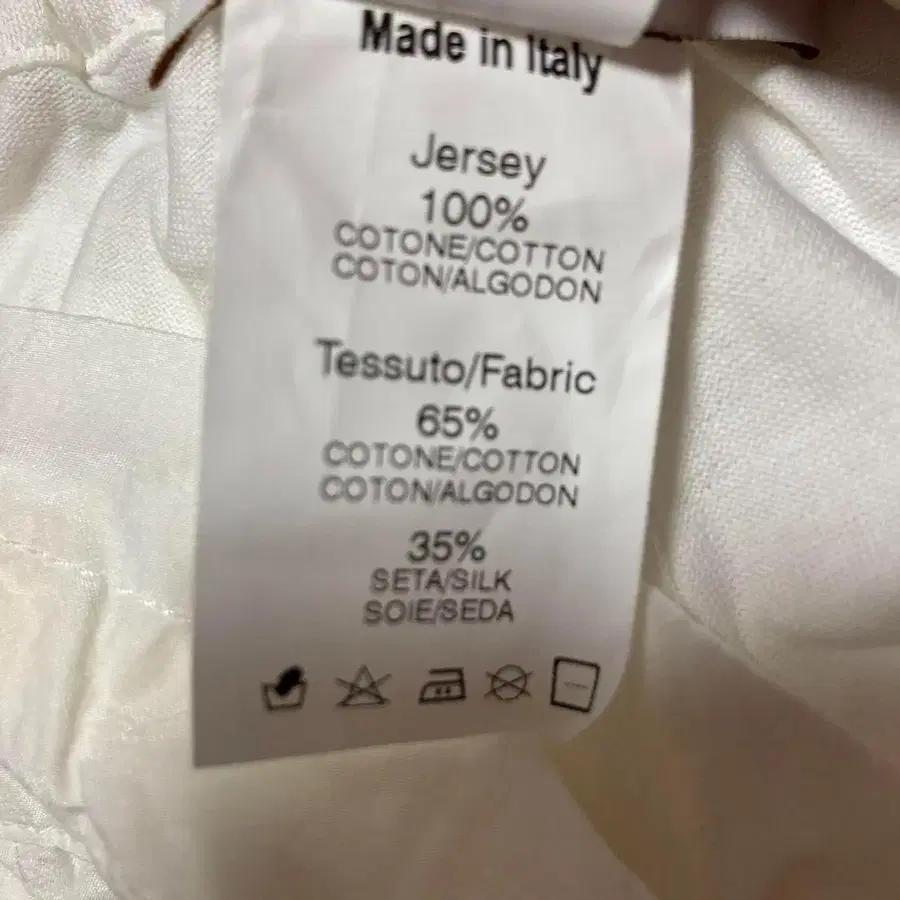 Made in Italy
Jersey
100%
COTONE/COTTON
COTON/ALGODON
Tessuto/Fabric
65%
COTONE/COTTON
COTON/ALGODON
35%
SETA/SILK
SOIE/SEDA